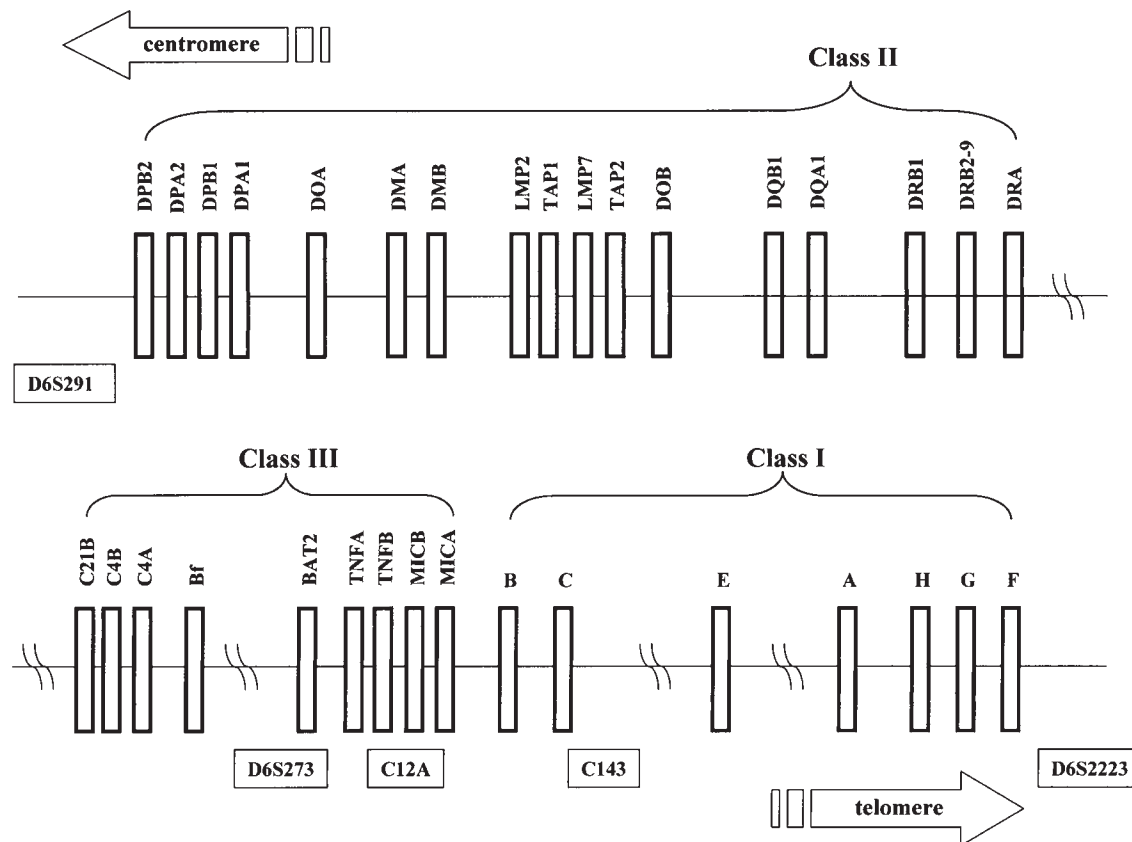 centromere
Class II
DPB2 DPA2 DPB1 DPA1 DOA DMA DMB LMP2 TAP1 LMP7 TAP2 DOB DQB1 DQA1 DRB1 DRB2-9 DRA
D6S291
Class III Class I
C21B C4B C4A Bf BAT2 TNFA TNFB MICB MICA B C E A H G F
D6S273 C12A C143 D6S2223
telomere